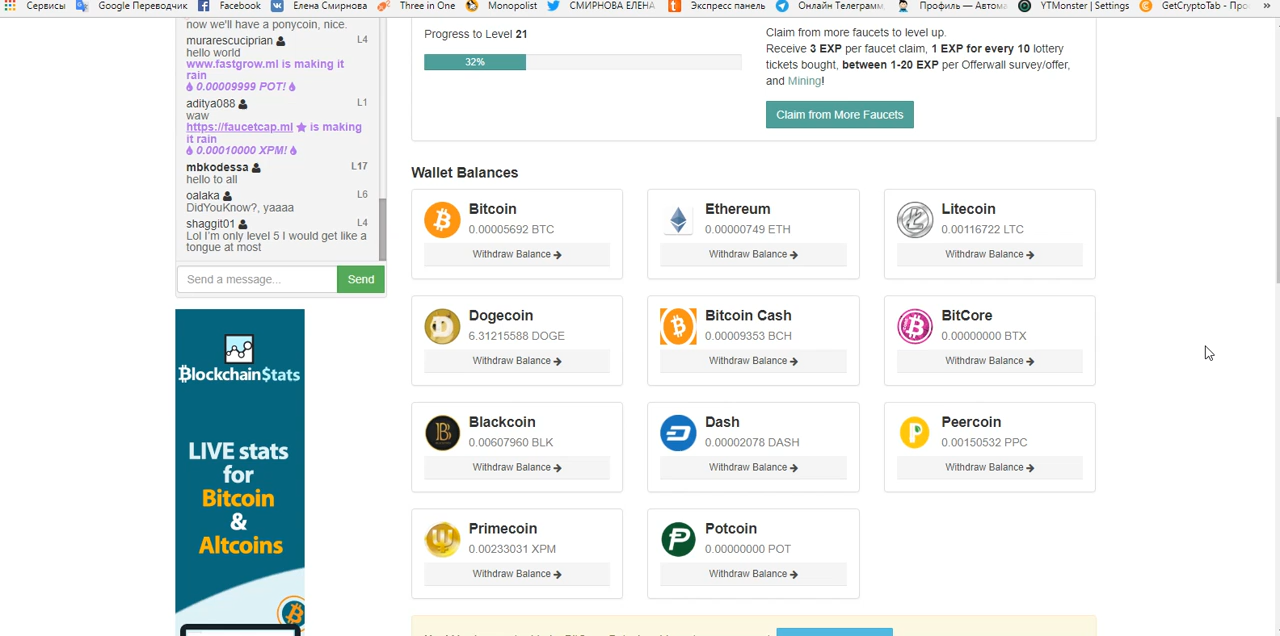 Сервисы Google Переводчик Facebook Елена Смирнова Three in One Monopolist СМИРНОВА ЕЛЕНА Экспресс панель Онлайн Телеграмм, Профиль — Автома YTMonster | Settings GetCryptoTab - Про »
now we'll have a ponycoin, nice.
murarescuciprian L4
hello world
www.fastgrow.ml is making it
rain
0.00009999 POT!
aditya088 L1
waw
https://faucetcap.ml is making
it rain
0.00010000 XPM!
mbkodessa L17
hello to all
oalaka L6
DidYouKnow?, yaaaa
shaggit01 L4
Lol I'm only level 5 I would get like a
tongue at most
Send a message... Send
Blockchain$tats
LIVE stats
for
Bitcoin
&
Altcoins
Progress to Level 21
32%
Claim from more faucets to level up.
Receive 3 EXP per faucet claim, 1 EXP for every 10 lottery
tickets bought, between 1-20 EXP per Offerwall survey/offer,
and Mining!
Claim from More Faucets
Wallet Balances
Bitcoin
0.00005692 BTC
Withdraw Balance →
Ethereum
0.00000749 ETH
Withdraw Balance →
Litecoin
0.00116722 LTC
Withdraw Balance →
Dogecoin
6.31215588 DOGE
Withdraw Balance →
Bitcoin Cash
0.00009353 BCH
Withdraw Balance →
BitCore
0.00000000 BTX
Withdraw Balance →
Blackcoin
0.00607960 BLK
Withdraw Balance →
Dash
0.00002078 DASH
Withdraw Balance →
Peercoin
0.00150532 PPC
Withdraw Balance →
Primecoin
0.00233031 XPM
Withdraw Balance →
Potcoin
0.00000000 POT
Withdraw Balance →